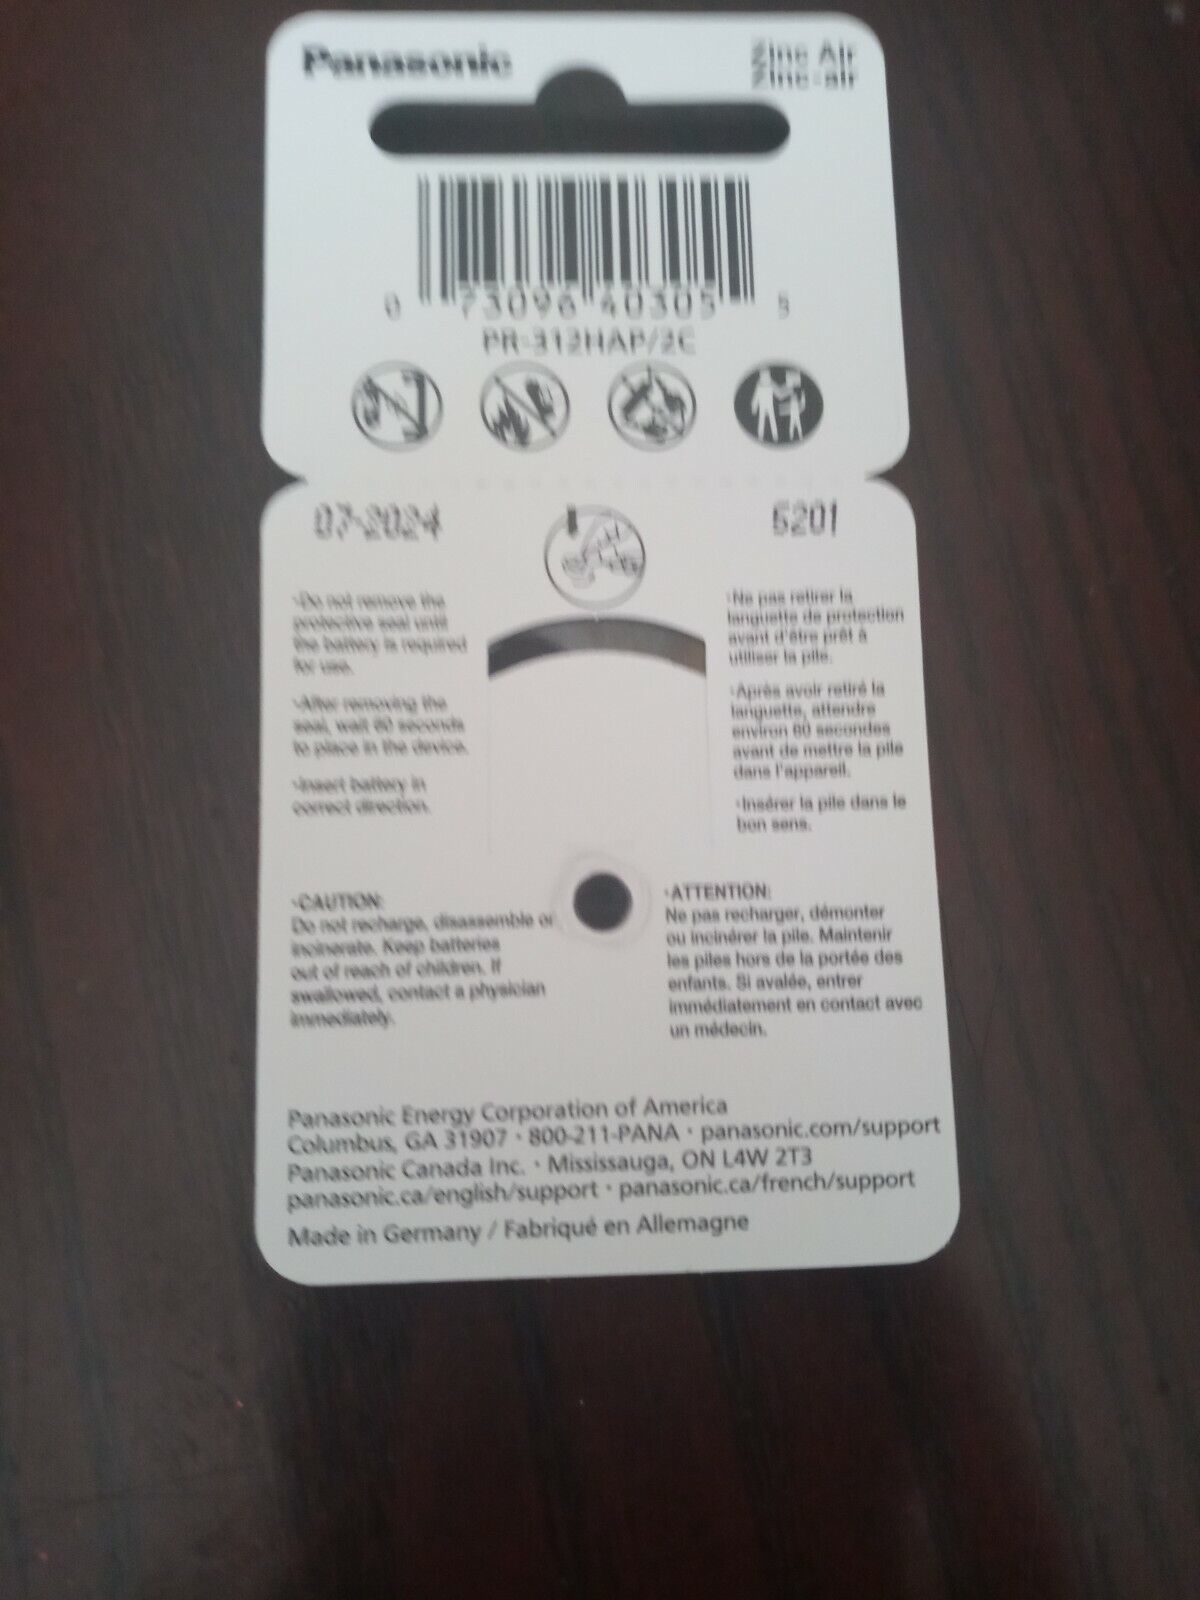 Panasonic
Zinc Air
Zinc-air
0 73096 40305 5
PR-312HAP/2C
07-2024
6201
•Do not remove the
protective seal until
the battery is required
for use.
•After removing the
seal, wait 60 seconds
to place in the device.
•Insert battery in
correct direction.
•Ne pas retirer la
languette de protection
avant d'être prêt à
utiliser la pile.
•Après avoir retiré la
languette, attendre
environ 60 secondes
avant de mettre la pile
dans l'appareil.
•Insérer la pile dans le
bon sens.
•CAUTION:
Do not recharge, disassemble or
incinerate. Keep batteries
out of reach of children. If
swallowed, contact a physician
immediately.
•ATTENTION:
Ne pas recharger, démonter
ou incinérer la pile. Maintenir
les piles hors de la portée des
enfants. Si avalée, entrer
immédiatement en contact avec
un médecin.
Panasonic Energy Corporation of America
Columbus, GA 31907 • 800-211-PANA • panasonic.com/support
Panasonic Canada Inc. • Mississauga, ON L4W 2T3
panasonic.ca/english/support • panasonic.ca/french/support
Made in Germany / Fabriqué en Allemagne